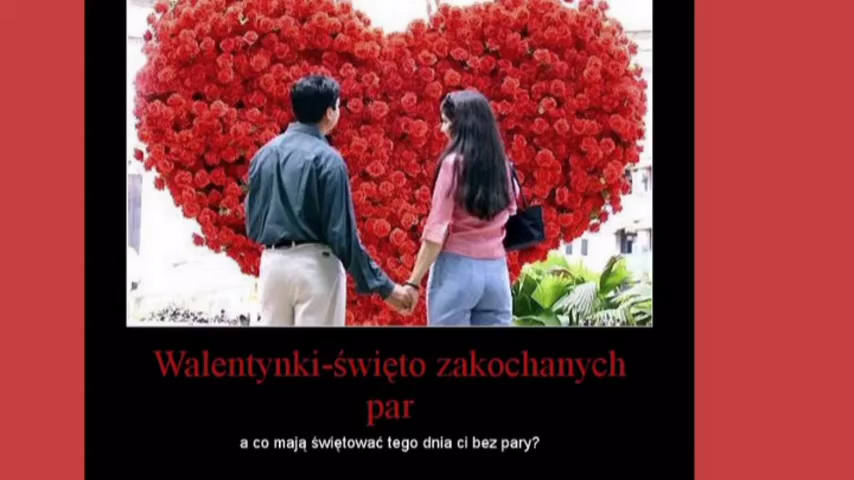 Walentynki-święto zakochanych
par
a co mają świętować tego dnia ci bez pary?